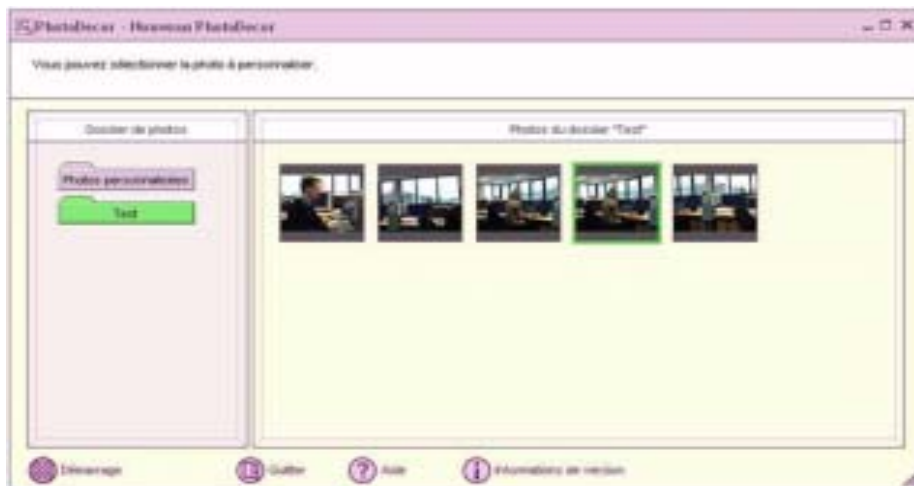 PhotoDecor - Nouveau PhotoDecor
Vous pouvez sélectionner la photo à personnaliser.
Dossier de photos
Photos du dossier "Test"
Photos personnalisées
Test
Démarrage
Quitter
Aide
Informations de version